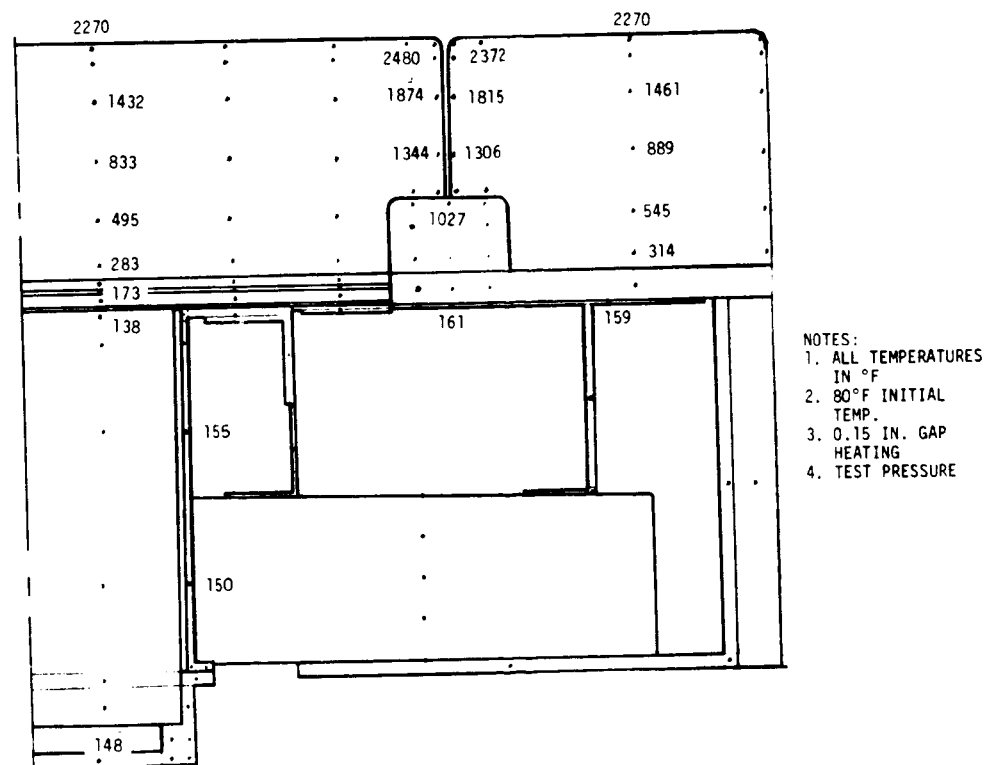 2270 2270
2480 2372
1432 1874 1815 1461
833 1344 1306 889
495 1027 545
283 314
173
138 161 159
155
150
148
NOTES:
1. ALL TEMPERATURES
IN °F
2. 80°F INITIAL
TEMP.
3. 0.15 IN. GAP
HEATING
4. TEST PRESSURE